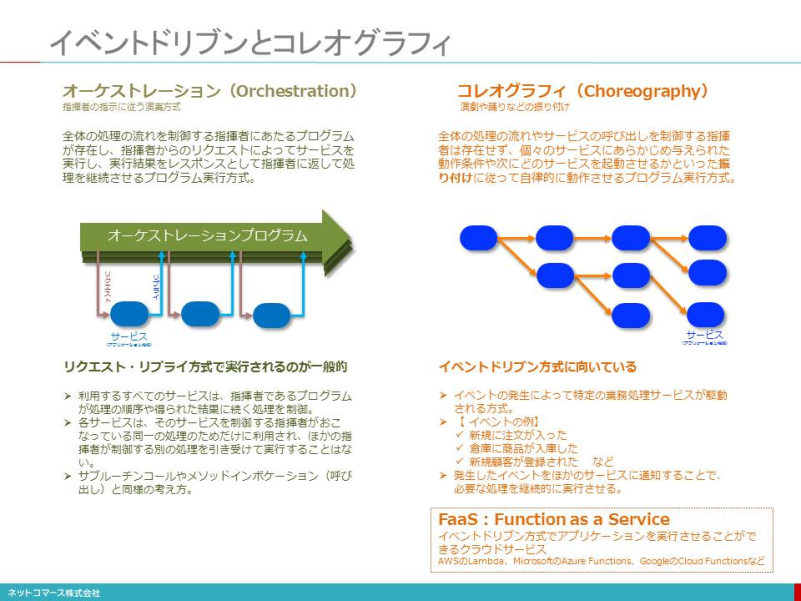 イベントドリブンとコレオグラフィ
オーケストレーション（Orchestration）
指揮者の指示に従う演奏方式
全体の処理の流れを制御する指揮者にあたるプログラム
が存在し、指揮者からのリクエストによってサービスを
実行し、実行結果をレスポンスとして指揮者に返して処
理を継続させるプログラム実行方式。
オーケストレーションプログラム
リクエスト
リプライ
サービス
(アプリケーション機能)
リクエスト・リプライ方式で実行されるのが一般的
➢ 利用するすべてのサービスは、指揮者であるプログラム
が処理の順序や得られた結果に続く処理を制御。
➢ 各サービスは、そのサービスを制御する指揮者がおこ
なっている同一の処理のためだけに利用され、ほかの指
揮者が制御する別の処理を引き受けて実行することはな
い。
➢ サブルーチンコールやメソッドインボケーション（呼び
出し）と同様の考え方。
コレオグラフィ（Choreography）
演劇や踊りなどの振り付け
全体の処理の流れやサービスの呼び出しを制御する指揮
者は存在せず、個々のサービスにあらかじめ与えられた
動作条件や次にどのサービスを起動させるかといった振
り付けに従って自律的に動作させるプログラム実行方式。
サービス
(アプリケーション機能)
イベントドリブン方式に向いている
➢ イベントの発生によって特定の業務処理サービスが駆動
される方式。
➢ 【 イベントの例】
✓ 新規に注文が入った
✓ 倉庫に商品が入庫した
✓ 新規顧客が登録された　など
➢ 発生したイベントをほかのサービスに通知することで、
必要な処理を継続的に実行させる。
FaaS：Function as a Service
イベントドリブン方式でアプリケーションを実行させることがで
きるクラウドサービス
AWSのLambda、MicrosoftのAzure Functions、GoogleのCloud Functionsなど
ネットコマース株式会社